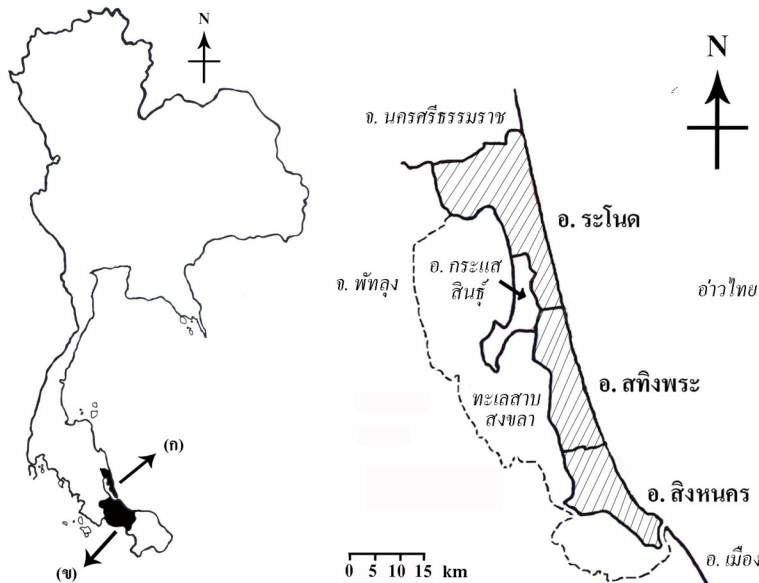 N
(ก)
(ข)
N
จ. นครศรีธรรมราช
อ. ระโนด
อ. กระแส
สินธุ์
จ. พัทลุง
อ่าวไทย
อ. สทิงพระ
ทะเลสาบ
สงขลา
อ. สิงหนคร
อ. เมือง
0 5 10 15 km